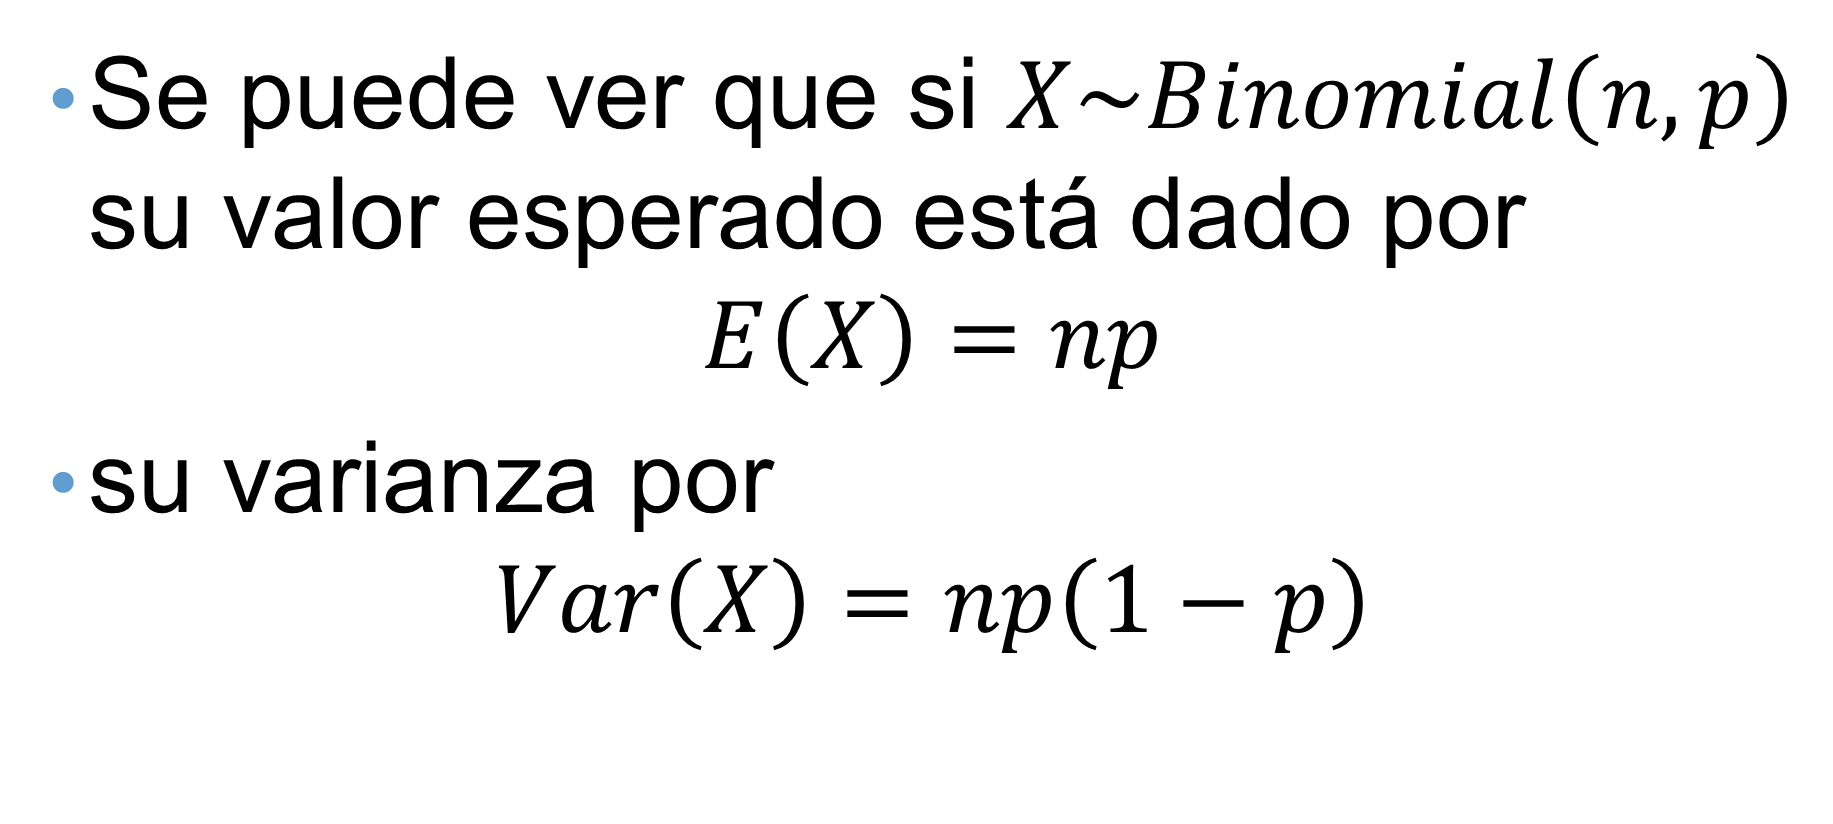 • Se puede ver que si X~Binomial(n, p)
su valor esperado está dado por
E(X) = np
• su varianza por
Var(X) = np(1 − p)